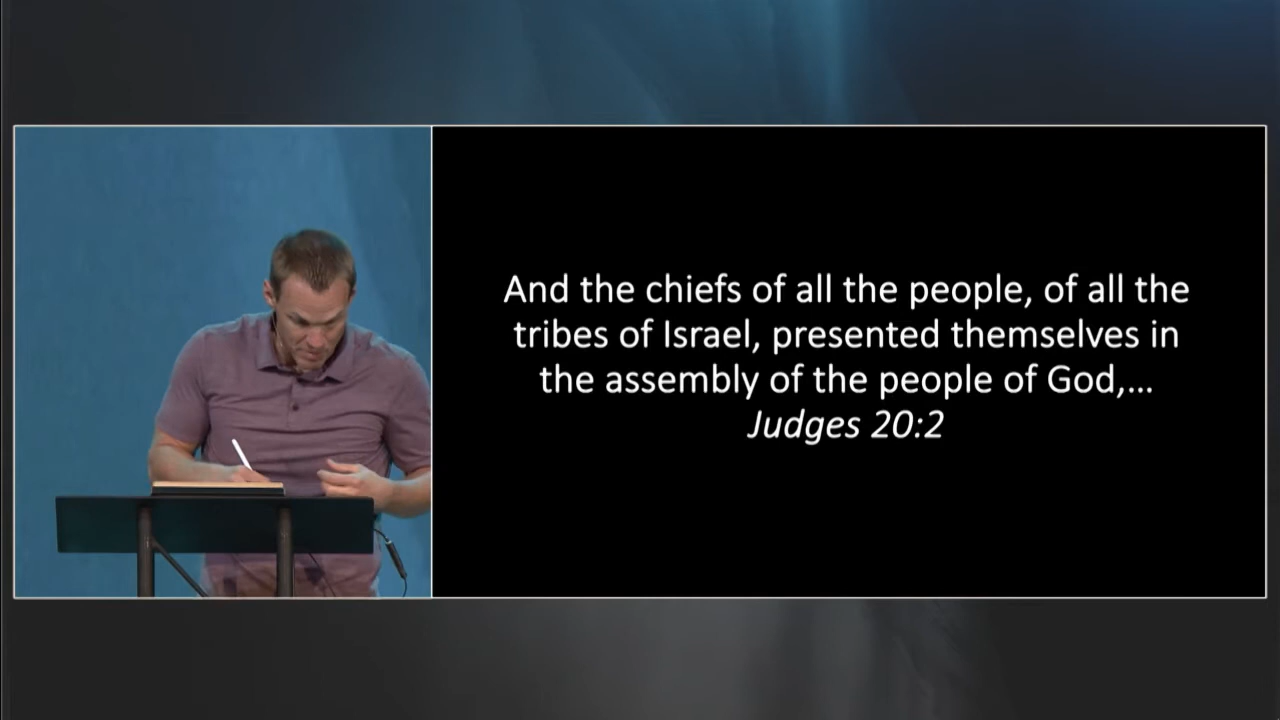 And the chiefs of all the people, of all the
tribes of Israel, presented themselves in
the assembly of the people of God,...
Judges 20:2